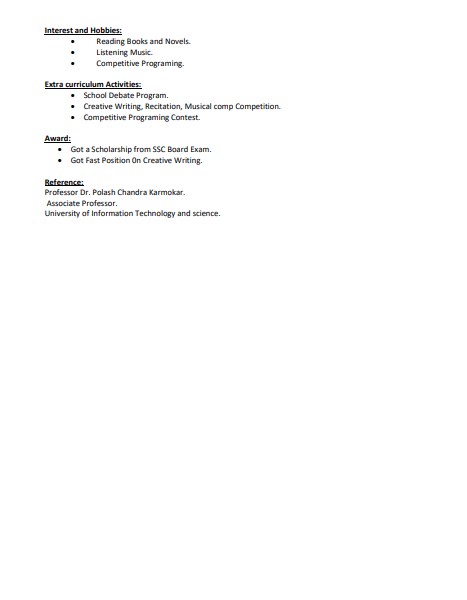 Interest and Hobbies:
• Reading Books and Novels.
• Listening Music.
• Competitive Programing.
Extra curriculum Activities:
• School Debate Program.
• Creative Writing, Recitation, Musical comp Competition.
• Competitive Programing Contest.
Award:
• Got a Scholarship from SSC Board Exam.
• Got Fast Position 0n Creative Writing.
Reference:
Professor Dr. Polash Chandra Karmokar.
Associate Professor.
University of Information Technology and science.